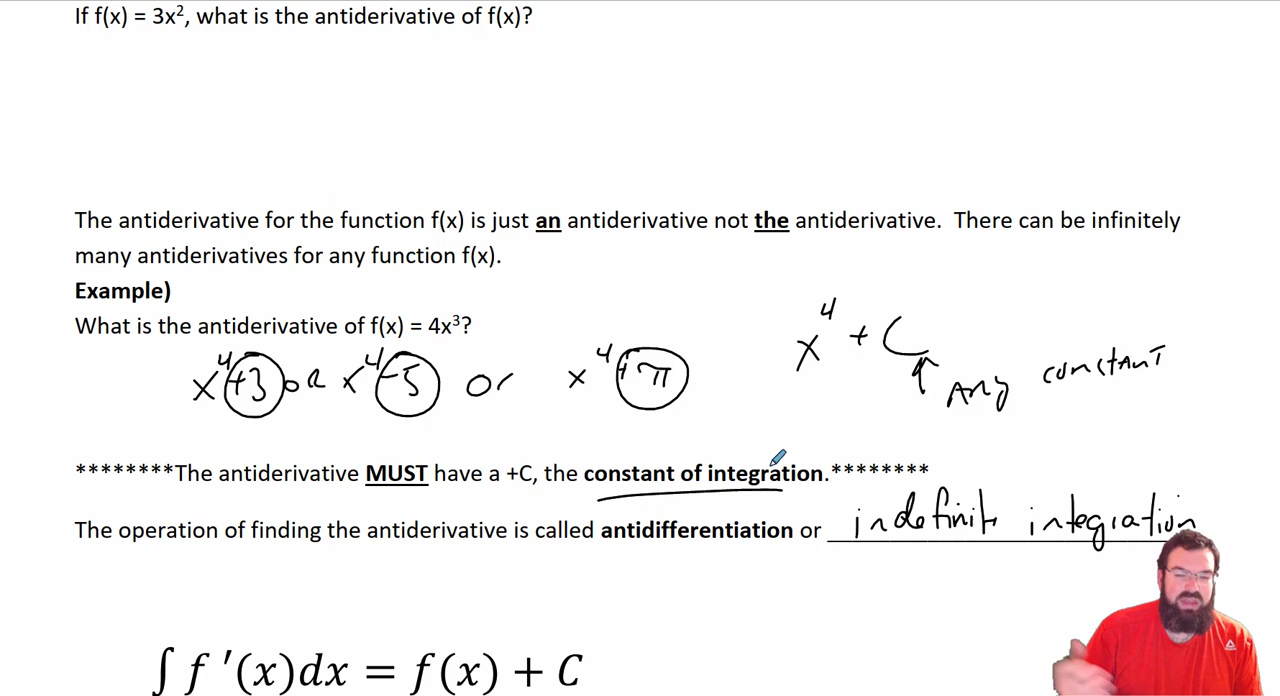 If f(x) = 3x², what is the antiderivative of f(x)?
The antiderivative for the function f(x) is just an antiderivative not the antiderivative. There can be infinitely
many antiderivatives for any function f(x).
Example)
What is the antiderivative of f(x) = 4x³?
x⁴+3 or x⁴-5 or x⁴+π
x⁴ + C
Any constant
********The antiderivative MUST have a +C, the constant of integration.********
The operation of finding the antiderivative is called antidifferentiation or indefinite integration
∫ f ′(x)dx = f(x) + C